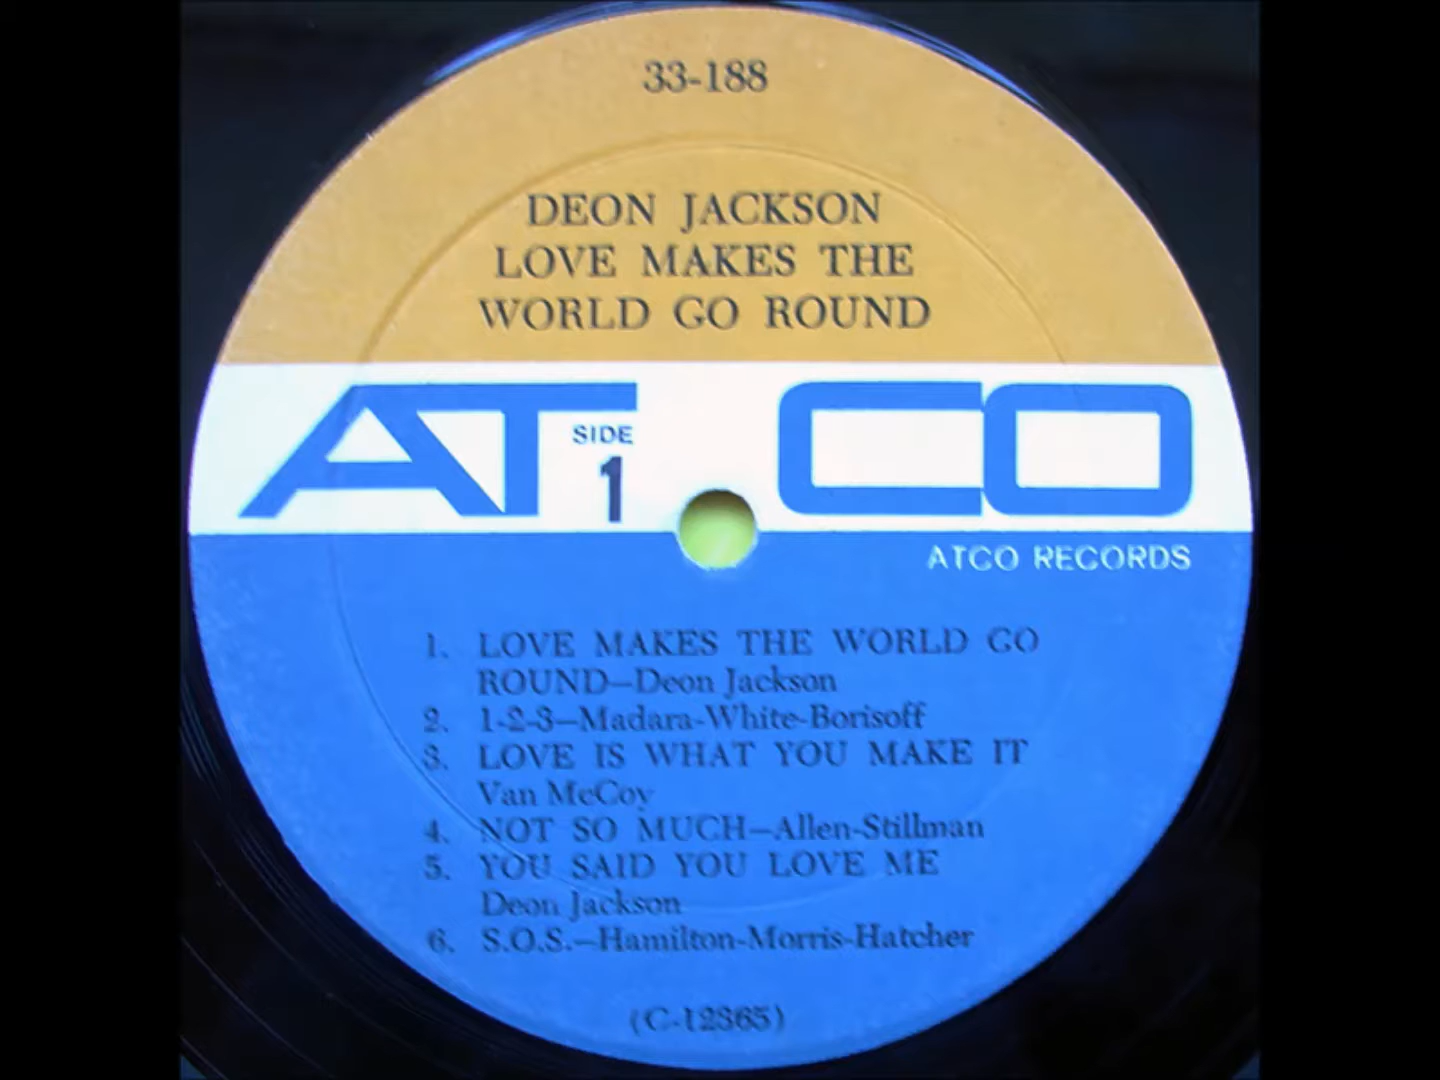 33-188
DEON JACKSON
LOVE MAKES THE
WORLD GO ROUND
ATCO
SIDE
1
ATCO RECORDS
1. LOVE MAKES THE WORLD GO
ROUND—Deon Jackson
2. 1-2-3—Madara-White-Borisoff
3. LOVE IS WHAT YOU MAKE IT
Van McCoy
4. NOT SO MUCH—Allen-Stillman
5. YOU SAID YOU LOVE ME
Deon Jackson
6. S.O.S.—Hamilton-Morris-Hatcher
(C-12365)